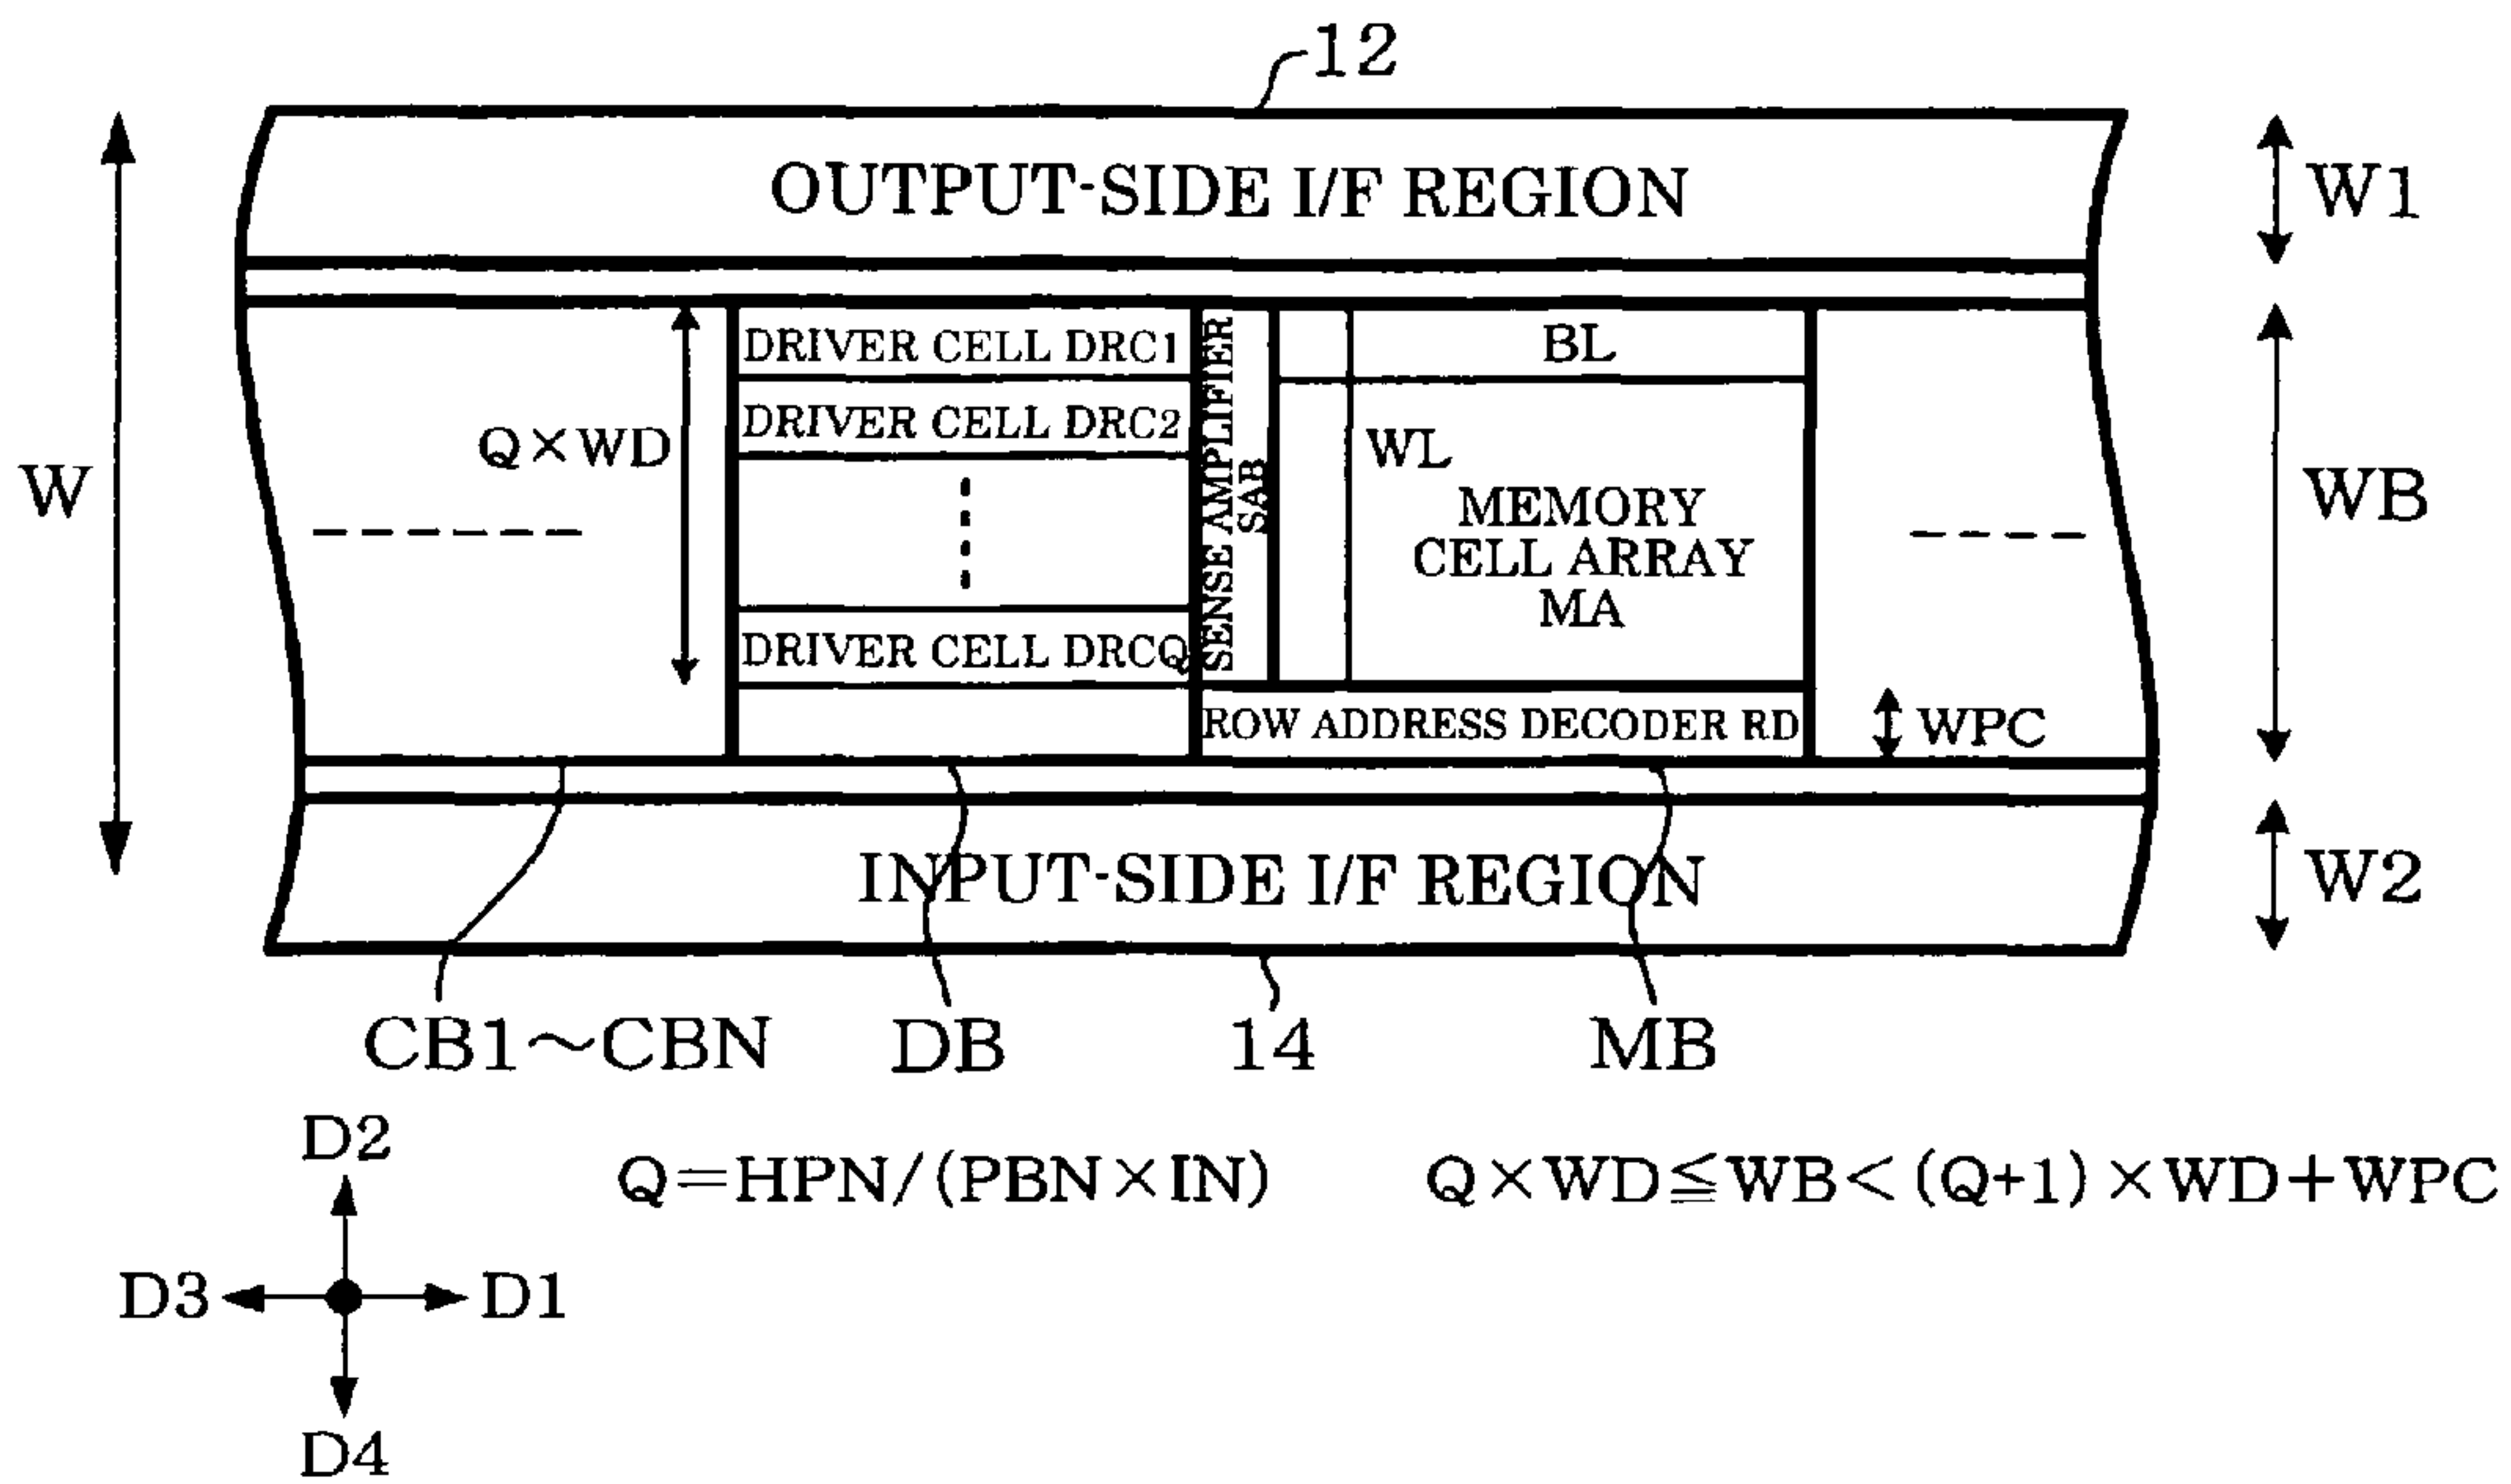 12
OUTPUT-SIDE I/F REGION
W1
DRIVER CELL DRC1
BL
DRIVER CELL DRC2
Q×WD
WL
W
SENSE AMPLIFIER
SAB
MEMORY
CELL ARRAY
MA
WB
DRIVER CELL DRCQ
ROW ADDRESS DECODER RD
WPC
INPUT-SIDE I/F REGION
W2
CB1～CBN
DB
14
MB
D2
Q=HPN/(PBN×IN)
Q×WD≦WB<(Q+1)×WD+WPC
D3
D1
D4